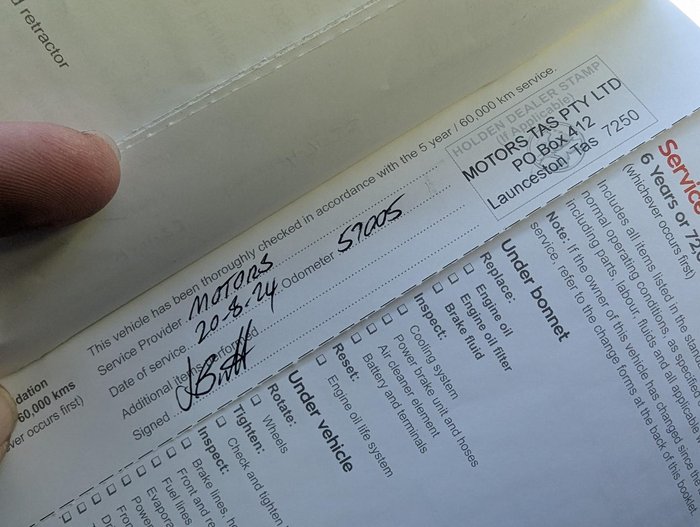 d retractor
This vehicle has been thoroughly checked in accordance with the 5 year / 60,000 km service.
Service Provider MOTORS
Date of service 20-8-24 Odometer 57005
Additional
Signed
HOLDEN DEALER STAMP
(If Applicable)
MOTORS TAS PTY LTD
PO Box 412
Launceston Tas 7250
dation
60,000 kms
ver occurs first)
Service
6 Years or
(whichever occurs first)
Includes all items listed in the
normal operating conditions, as specified
including parts, labour, fluids and all applicable
Note: If the owner of this vehicle has changed since the
service, refer to the change forms at the back of this booklet
Under bonnet
Replace:
Engine oil
Engine oil filter
Brake fluid
Inspect:
Cooling system
Power brake unit and hoses
Air cleaner element
Battery and terminals
Reset:
Engine oil life system
Under vehicle
Rotate:
Wheels
Tighten:
Check and tighten
Inspect:
Brake lines,
Front and
Fuel lines
Power